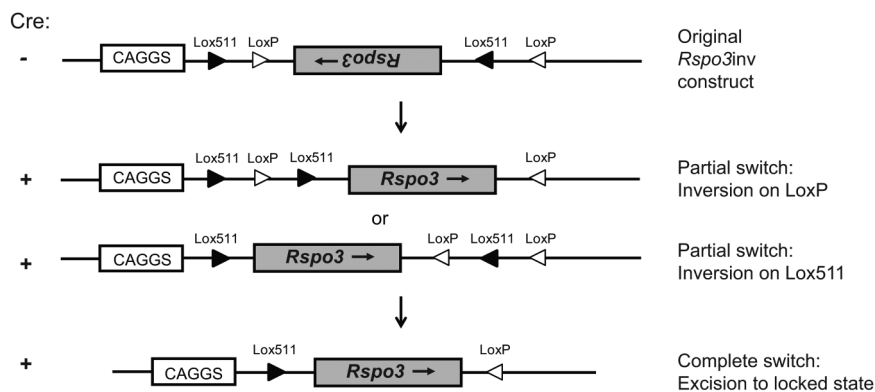 Cre:
Lox511 LoxP Lox511 LoxP
- CAGGS Rspo3 ← Original
Rspo3inv
construct
Lox511 LoxP Lox511 LoxP
+ CAGGS Rspo3 → Partial switch:
Inversion on LoxP
or
Lox511 LoxP Lox511 LoxP
+ CAGGS Rspo3 → Partial switch:
Inversion on Lox511
Lox511 LoxP
+ CAGGS Rspo3 → Complete switch:
Excision to locked state